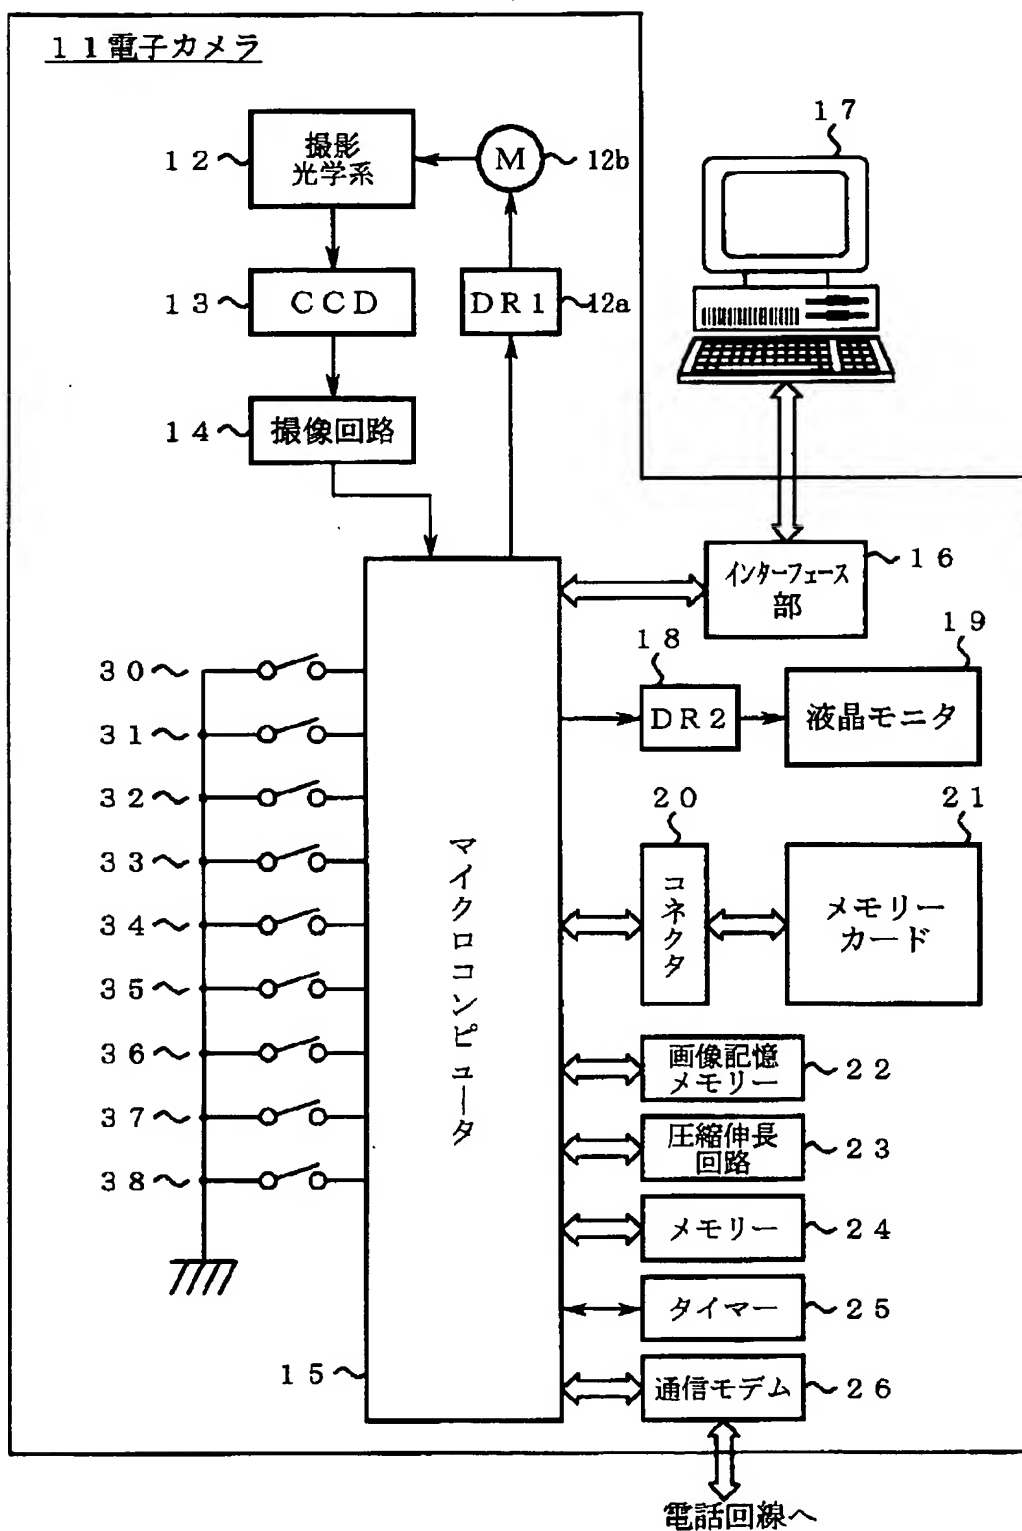 11電子カメラ
17
12
撮影
光学系
M
12b
13
CCD
DR1
12a
14
撮像回路
インターフェース
部
16
18
DR2
19
液晶モニタ
30
31
32
33
34
35
36
37
38
マイクロコンピュータ
15
20
コネクタ
21
メモリー
カード
画像記憶
メモリー
22
圧縮伸長
回路
23
メモリー
24
タイマー
25
通信モデム
26
電話回線へ